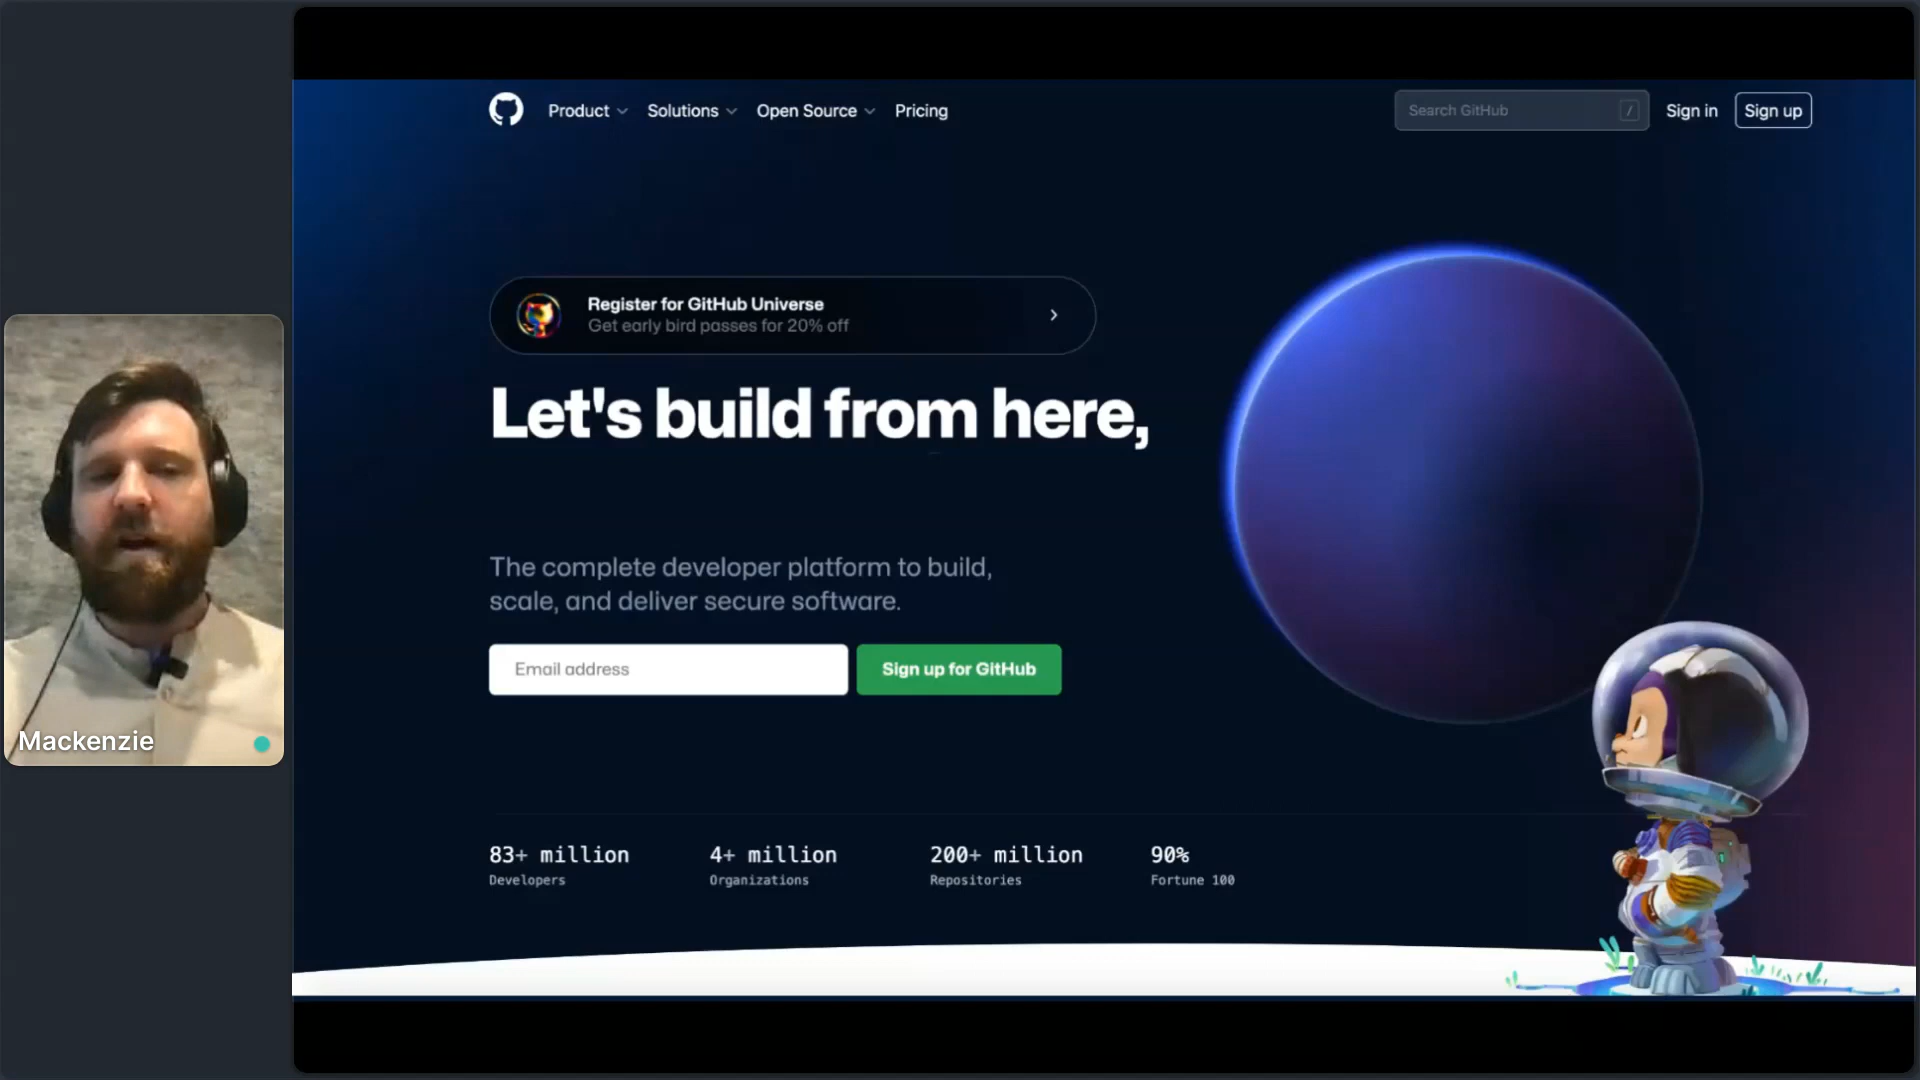 Product
Solutions
Open Source
Pricing
Search GitHub
/
Sign in
Sign up
Register for GitHub Universe
Get early bird passes for 20% off
Let's build from here,
The complete developer platform to build,
scale, and deliver secure software.
Email address
Sign up for GitHub
83+ million
Developers
4+ million
Organizations
200+ million
Repositories
90%
Fortune 100
Mackenzie